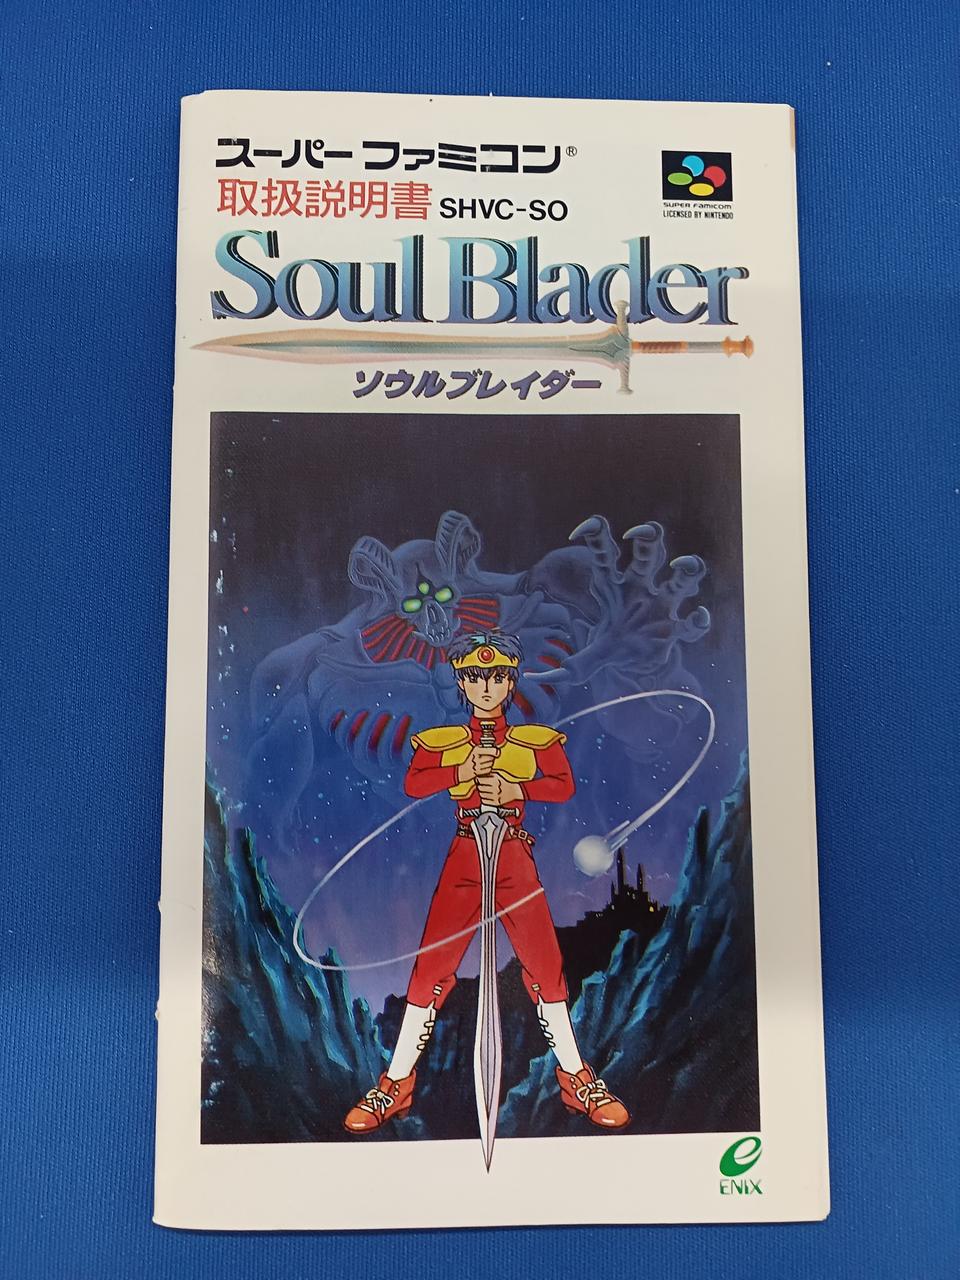 スーパーファミコン®
取扱説明書 SHVC-SO
SUPER FAMICOM
LICENSED BY NINTENDO
Soul Blader
ソウルブレイダー
ENIX